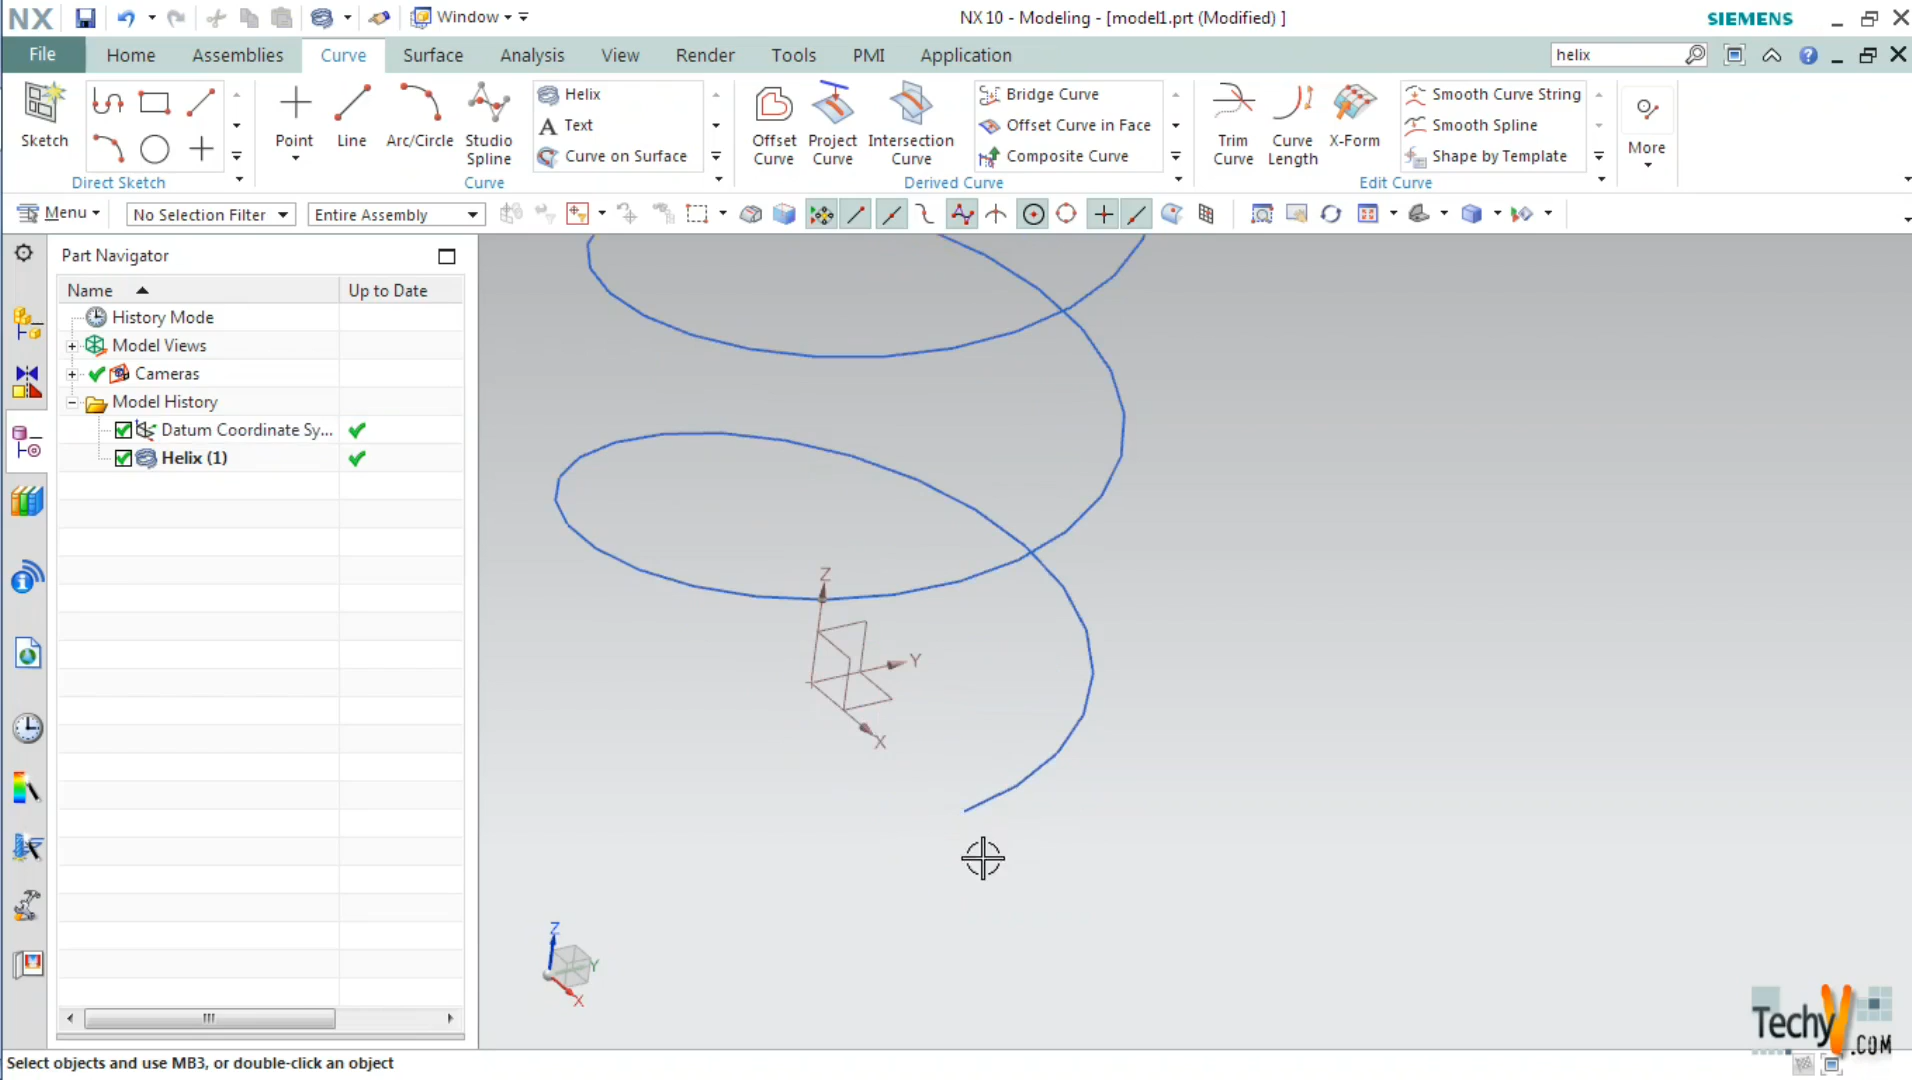 NX
Window
NX 10 - Modeling - [model1.prt (Modified) ]
SIEMENS
File
Home
Assemblies
Curve
Surface
Analysis
View
Render
Tools
PMI
Application
helix
Sketch
Direct Sketch
Point
Line
Arc/Circle
Studio
Spline
Helix
Text
Curve on Surface
Curve
Offset
Curve
Project
Curve
Intersection
Curve
Bridge Curve
Offset Curve in Face
Composite Curve
Derived Curve
Trim
Curve
Curve
Length
X-Form
Smooth Curve String
Smooth Spline
Shape by Template
Edit Curve
More
Menu
No Selection Filter
Entire Assembly
Part Navigator
Name
Up to Date
History Mode
Model Views
Cameras
Model History
Datum Coordinate Sy...
Helix (1)
Z
Y
X
Z
Y
X
TechyV
.COM
Select objects and use MB3, or double-click an object